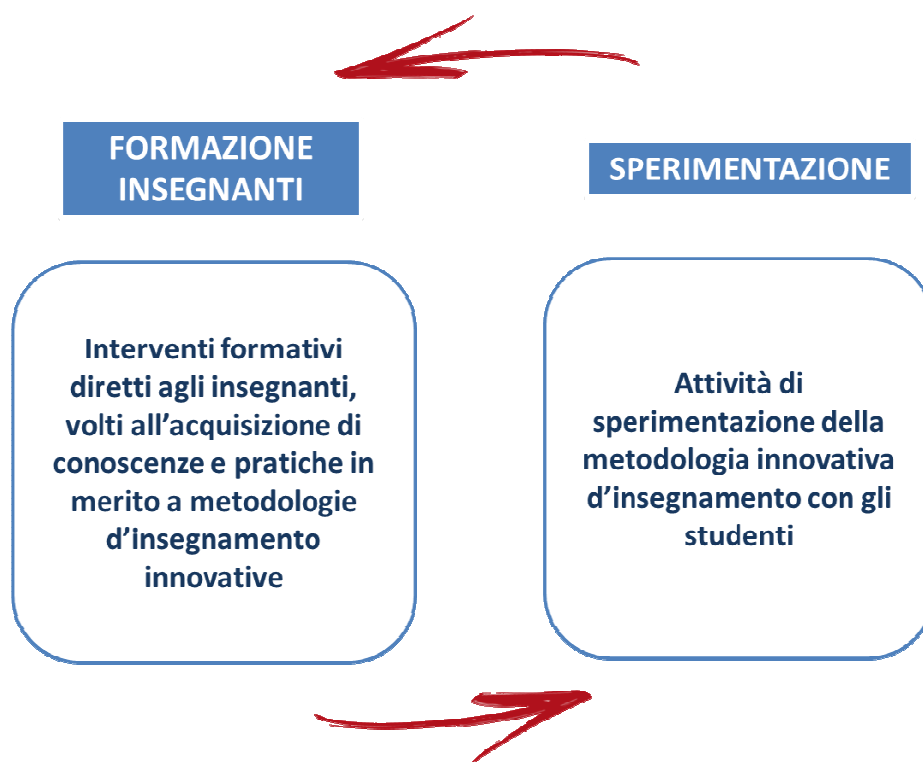 FORMAZIONE
INSEGNANTI
Interventi formativi
diretti agli insegnanti,
volti all’acquisizione di
conoscenze e pratiche in
merito a metodologie
d’insegnamento
innovative
SPERIMENTAZIONE
Attività di
sperimentazione della
metodologia innovativa
d’insegnamento con gli
studenti